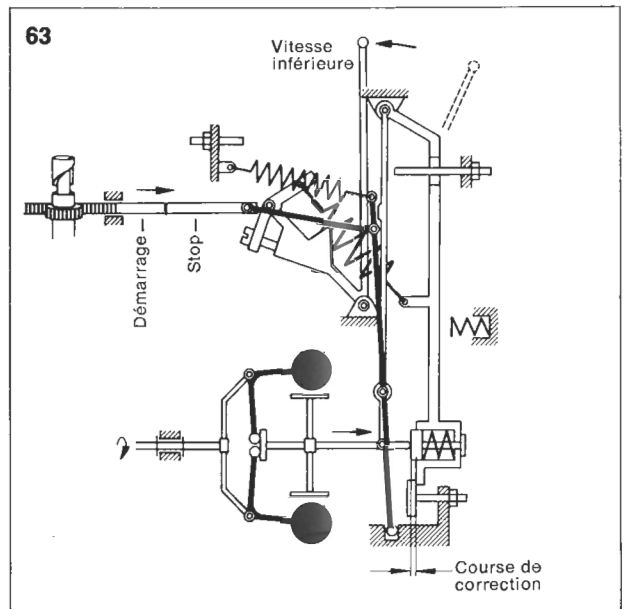 63
Vitesse
inférieure
Démarrage
Stop
Course de
correction